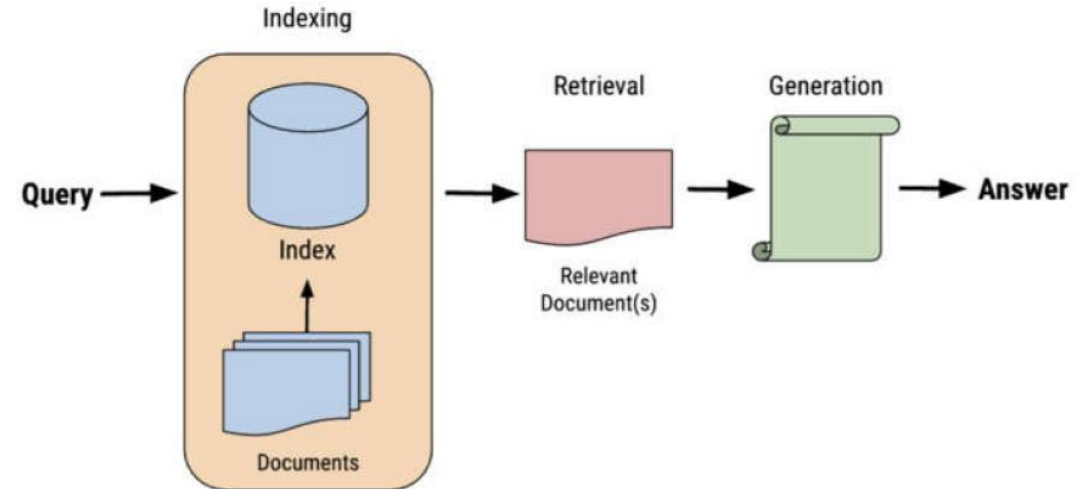 Indexing
Retrieval
Generation
Query
Answer
Index
Relevant
Document(s)
Documents